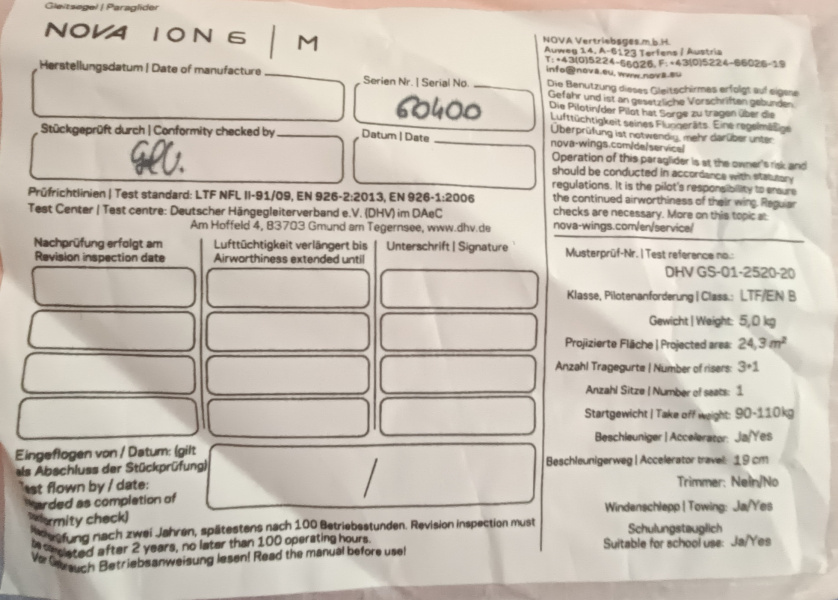 Gleitsegel | Paraglider
NOVA ION 6 | M
Herstellungsdatum | Date of manufacture
Serien Nr. | Serial No.
60400
Stückgeprüft durch | Conformity checked by
Datum | Date
Prüfrichtlinien | Test standard: LTF NFL II-91/09, EN 926-2:2013, EN 926-1:2006
Test Center | Test centre: Deutscher Hängegleiterverband e.V. (DHV) im DAeC
Am Hoffeld 4, 83703 Gmund am Tegernsee, www.dhv.de
Nachprüfung erfolgt am
Revision inspection date
Lufttüchtigkeit verlängert bis
Airworthiness extended until
Unterschrift | Signature
Eingeflogen von / Datum: (gilt
als Abschluss der Stückprüfung)
flown by / date:
as completion of
check)
/
nach zwei Jahren, spätestens nach 100 Betriebsstunden. Revision inspection must
be completed after 2 years, no later than 100 operating hours.
Vor Gebrauch Betriebsanweisung lesen! Read the manual before use!
NOVA Vertriebsges.m.b.H.
Auweg 14, A-6123 Terfens / Austria
T: +43(0)5224-66026, F: +43(0)5224-66026-19
info@nova.eu, www.nova.eu
Die Benutzung dieses Gleitschirmes erfolgt auf eigene
Gefahr und ist an gesetzliche Vorschriften gebunden.
Die Pilotin/der Pilot hat Sorge zu tragen über die
Lufttüchtigkeit seines Fluggeräts. Eine regelmäßige
Überprüfung ist notwendig, mehr darüber unter:
nova-wings.com/de/service/
Operation of this paraglider is at the owner's risk and
should be conducted in accordance with statutory
regulations. It is the pilot's responsibility to ensure
the continued airworthiness of their wing. Regular
checks are necessary. More on this topic at:
nova-wings.com/en/service/
Musterprüf-Nr. | Test reference no.:
DHV GS-01-2520-20
Klasse, Pilotenanforderung | Class.: LTF/EN B
Gewicht | Weight: 5,0 kg
Projizierte Fläche | Projected area: 24,3 m²
Anzahl Tragegurte | Number of risers: 3+1
Anzahl Sitze | Number of seats: 1
Startgewicht | Take off weight: 90-110kg
Beschleuniger | Accelerator: Ja/Yes
Beschleunigerweg | Accelerator travel: 19 cm
Trimmer: Nein/No
Windenschlepp | Towing: Ja/Yes
Schulungstauglich
Suitable for school use: Ja/Yes